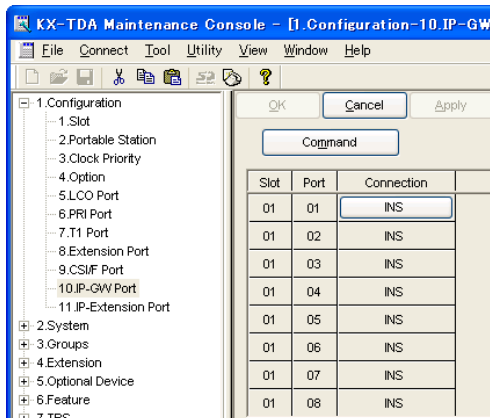 KX-TDA Maintenance Console - [1.Configuration-10.IP-GW
File Connect Tool Utility View Window Help
1.Configuration
1.Slot
2.Portable Station
3.Clock Priority
4.Option
5.LCO Port
6.PRI Port
7.T1 Port
8.Extension Port
9.CSI/F Port
10.IP-GW Port
11.IP-Extension Port
2.System
3.Groups
4.Extension
5.Optional Device
6.Feature
7.TRS
OK Cancel Apply
Command
Slot Port Connection
01 01 INS
01 02 INS
01 03 INS
01 04 INS
01 05 INS
01 06 INS
01 07 INS
01 08 INS